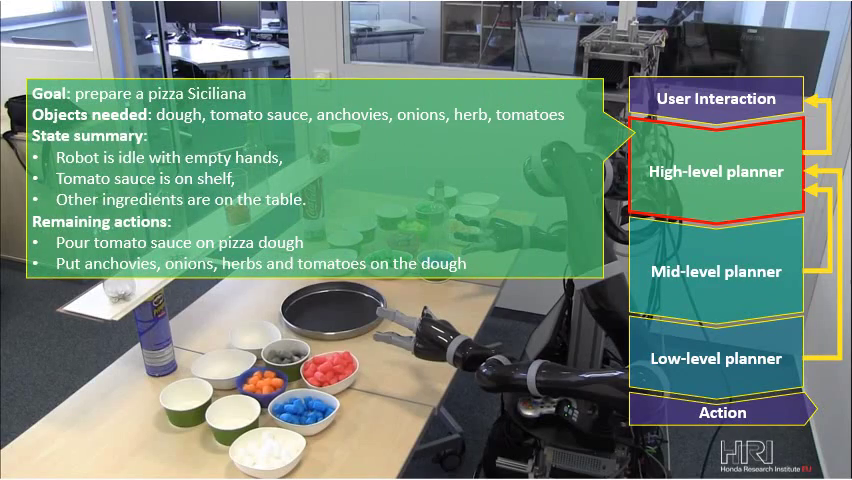 Goal: prepare a pizza Siciliana
Objects needed: dough, tomato sauce, anchovies, onions, herb, tomatoes
State summary:
• Robot is idle with empty hands,
• Tomato sauce is on shelf,
• Other ingredients are on the table.
Remaining actions:
• Pour tomato sauce on pizza dough
• Put anchovies, onions, herbs and tomatoes on the dough
User Interaction
High-level planner
Mid-level planner
Low-level planner
Action
HRI
Honda Research Institute EU